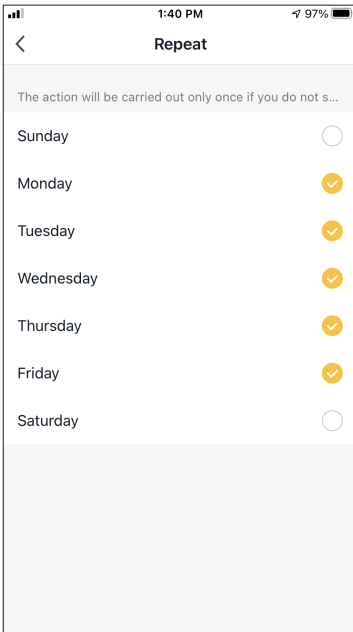 1:40 PM 97%
Repeat
The action will be carried out only once if you do not s...
Sunday
Monday
Tuesday
Wednesday
Thursday
Friday
Saturday